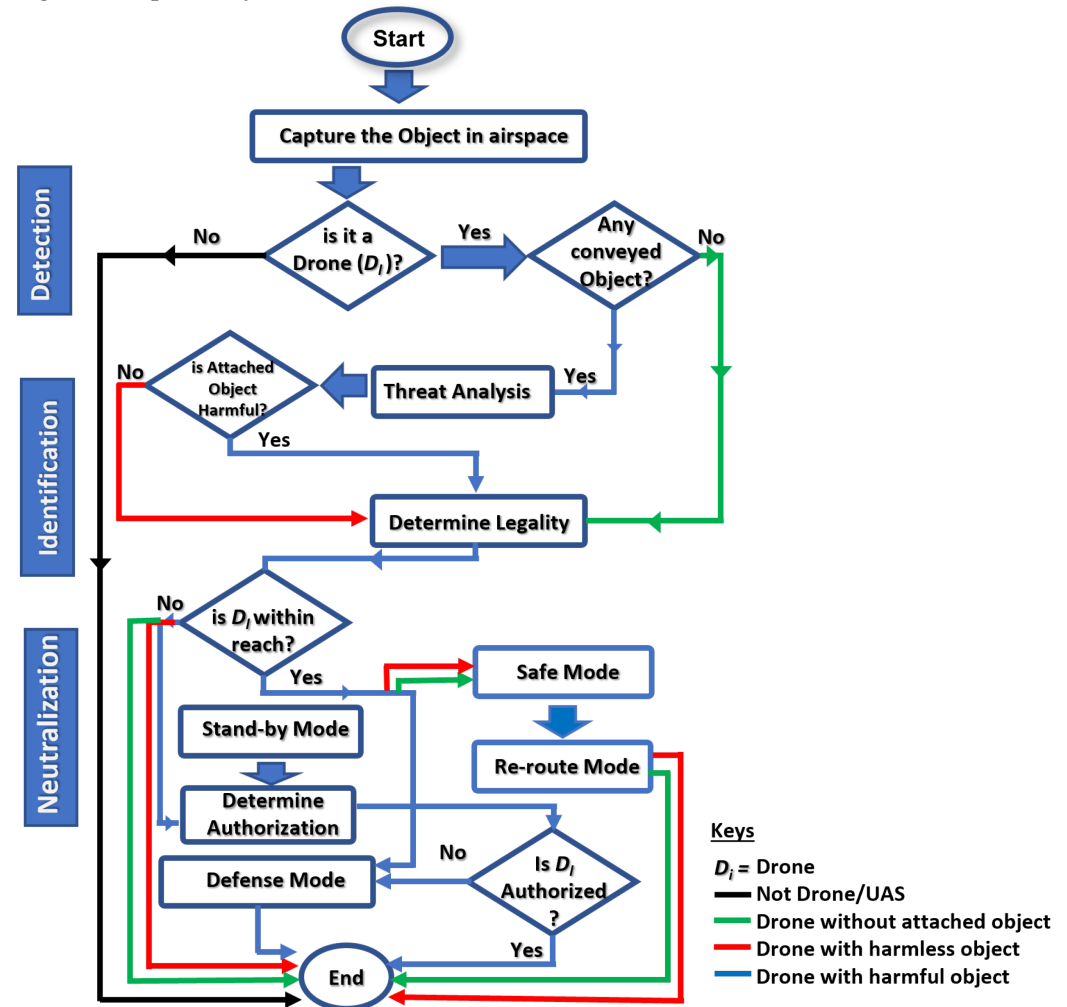 Start
Capture the Object in airspace
Detection
No
is it a
Drone (DI)?
Yes
Any
conveyed
Object?
No
No
is Attached
Object
Harmful?
Threat Analysis
Yes
Yes
Identification
Determine Legality
No
is DI within
reach?
Yes
Safe Mode
Neutralization
Stand-by Mode
Re-route Mode
Determine
Authorization
No
Is DI
Authorized
?
Defense Mode
Yes
End
Keys
Di = Drone
Not Drone/UAS
Drone without attached object
Drone with harmless object
Drone with harmful object